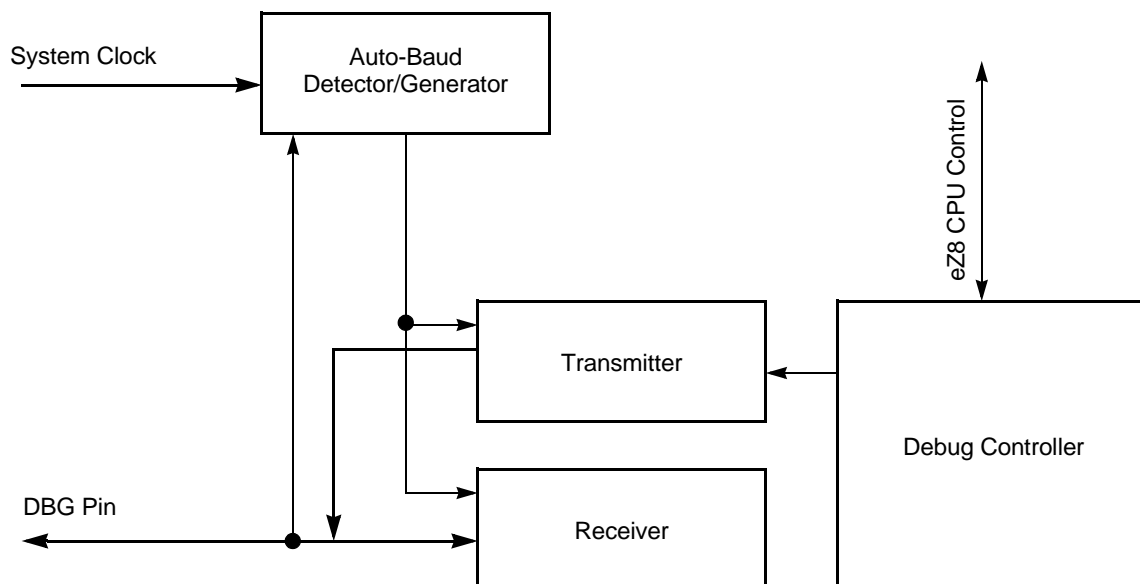 System Clock
Auto-Baud
Detector/Generator
eZ8 CPU Control
Transmitter
Debug Controller
DBG Pin
Receiver